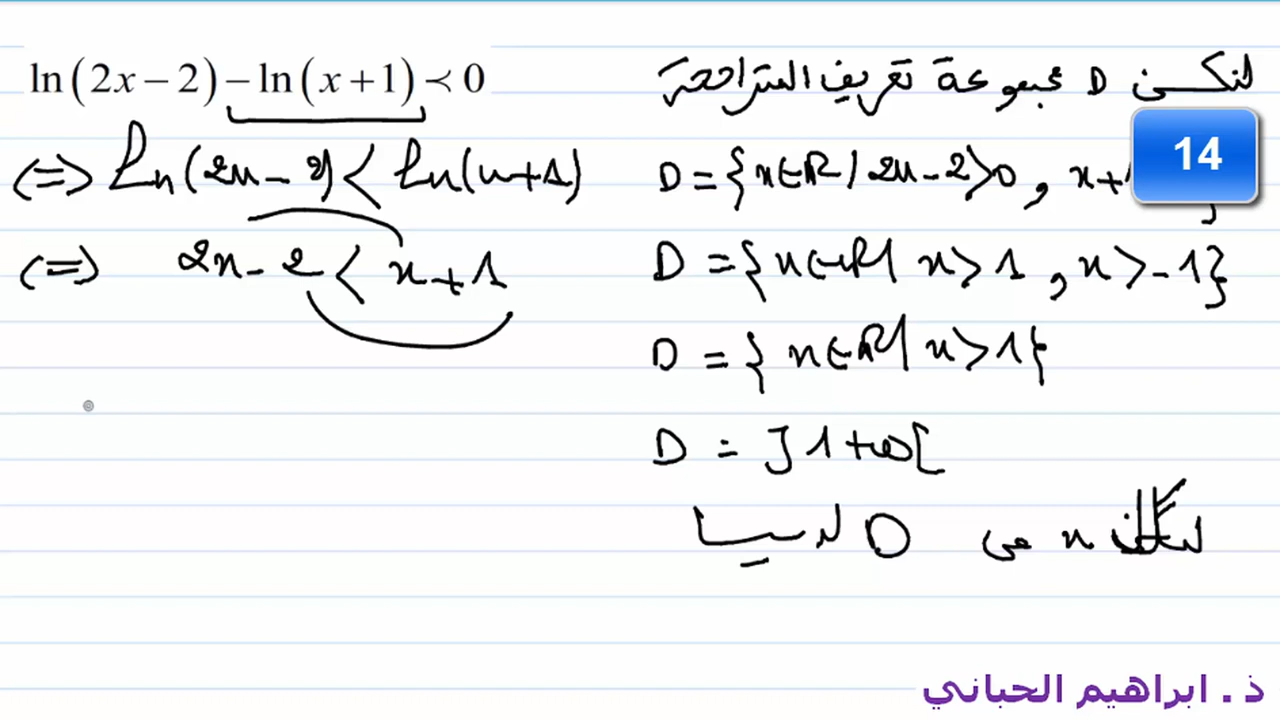 ln(2x − 2) − ln(x + 1) ≺ 0
⟺ ln(2x − 2) < ln(x + 1)
⟺ 2x − 2 < x + 1
لتكن D مجموعة تعريف المتراجحة
14
D = {x ∈ ℝ / 2x − 2 > 0 , x + 1
D = {x ∈ ℝ / x > 1 , x > −1}
D = {x ∈ ℝ / x > 1}
D = ]1 +∞[
x من D لدينا
ذ . ابراهيم الحباني